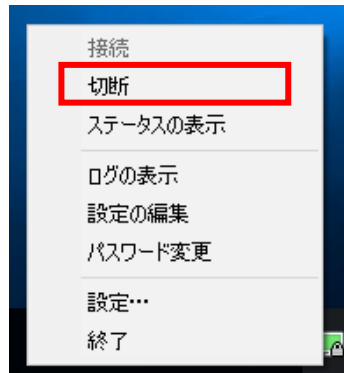 接続
切断
ステータスの表示
ログの表示
設定の編集
パスワード変更
設定…
終了